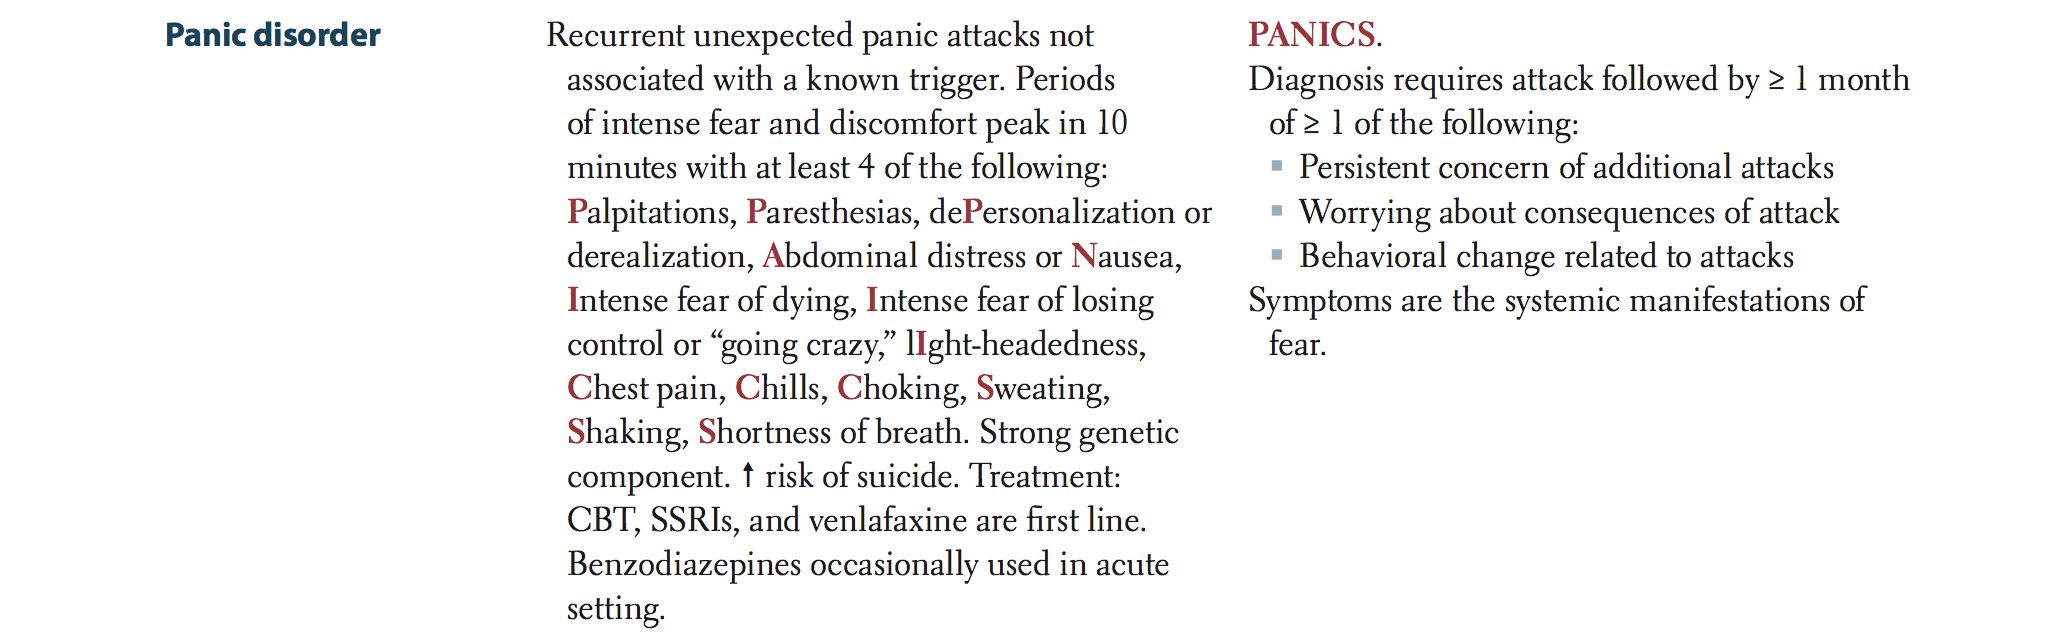 Panic disorder
Recurrent unexpected panic attacks not
associated with a known trigger. Periods
of intense fear and discomfort peak in 10
minutes with at least 4 of the following:
Palpitations, Paresthesias, dePersonalization or
derealization, Abdominal distress or Nausea,
Intense fear of dying, Intense fear of losing
control or “going crazy,” lIght-headedness,
Chest pain, Chills, Choking, Sweating,
Shaking, Shortness of breath. Strong genetic
component. ↑ risk of suicide. Treatment:
CBT, SSRIs, and venlafaxine are first line.
Benzodiazepines occasionally used in acute
setting.
PANICS.
Diagnosis requires attack followed by ≥ 1 month
of ≥ 1 of the following:
▪ Persistent concern of additional attacks
▪ Worrying about consequences of attack
▪ Behavioral change related to attacks
Symptoms are the systemic manifestations of
fear.